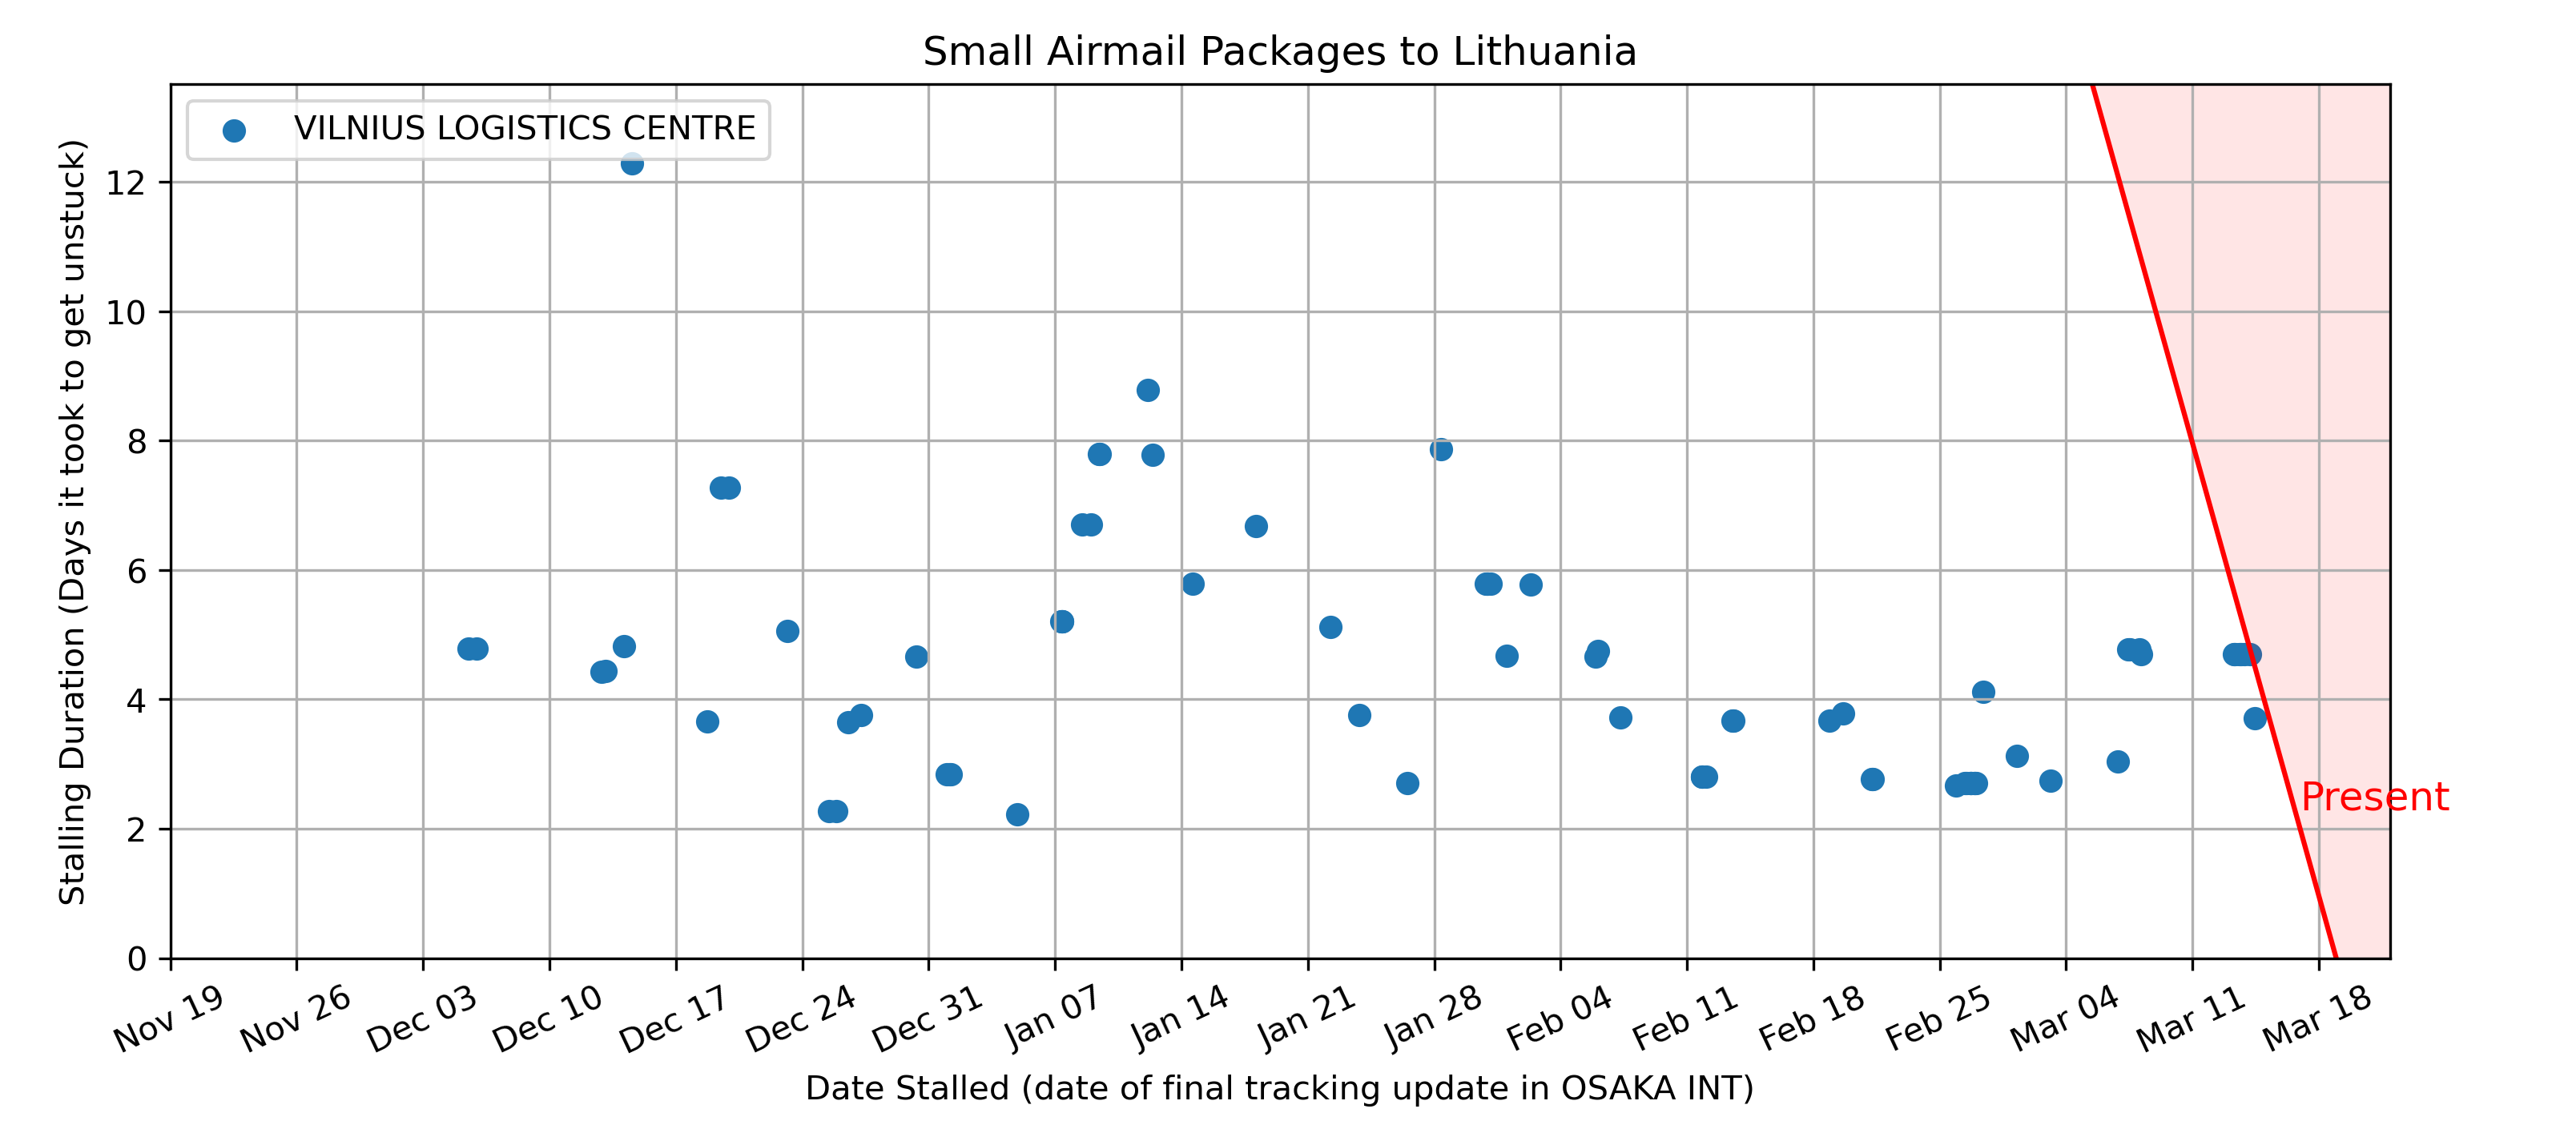 Small Airmail Packages to Lithuania
VILNIUS LOGISTICS CENTRE
Stalling Duration (Days it took to get unstuck)
12
10
8
6
4
2
0
Present
Nov 19
Nov 26
Dec 03
Dec 10
Dec 17
Dec 24
Dec 31
Jan 07
Jan 14
Jan 21
Jan 28
Feb 04
Feb 11
Feb 18
Feb 25
Mar 04
Mar 11
Mar 18
Date Stalled (date of final tracking update in OSAKA INT)